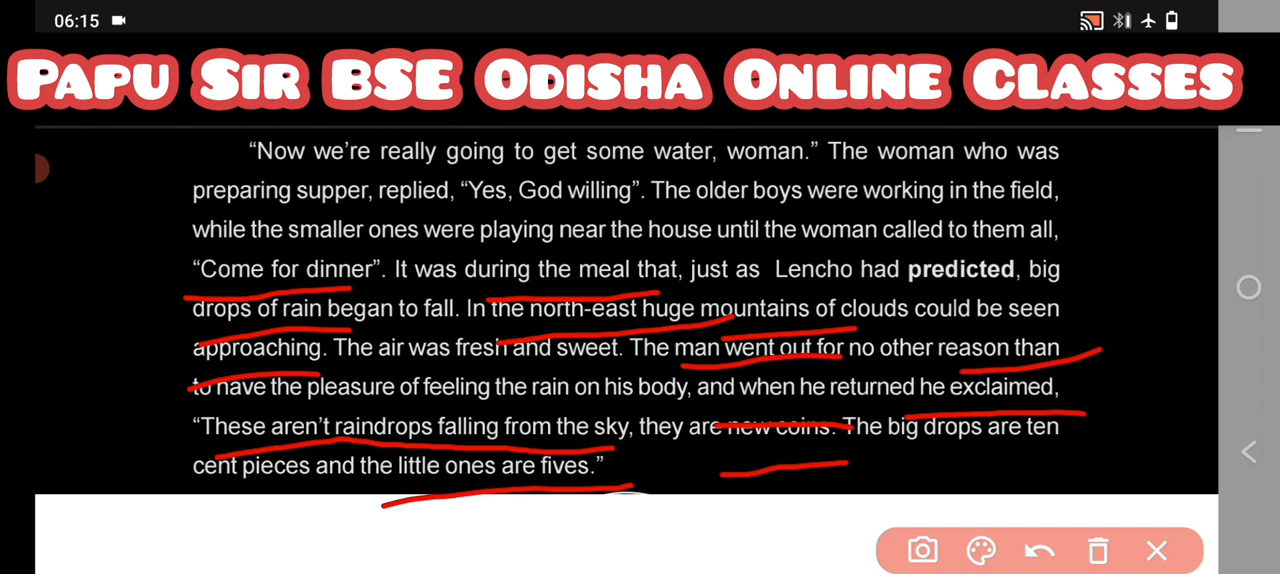 06:15
PAPU SIR BSE ODISHA ONLINE CLASSES
“Now we’re really going to get some water, woman.” The woman who was
preparing supper, replied, “Yes, God willing”. The older boys were working in the field,
while the smaller ones were playing near the house until the woman called to them all,
“Come for dinner”. It was during the meal that, just as Lencho had predicted, big
drops of rain began to fall. In the north-east huge mountains of clouds could be seen
approaching. The air was fresh and sweet. The man went out for no other reason than
to have the pleasure of feeling the rain on his body, and when he returned he exclaimed,
“These aren’t raindrops falling from the sky, they are new coins. The big drops are ten
cent pieces and the little ones are fives.”